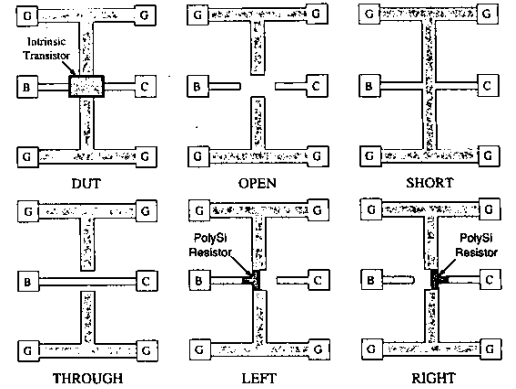 G G G G G G
Intrinsic
Transistor
B C B C B C
G G G G G G
DUT OPEN SHORT
G G G G G G
PolySi
Resistor
PolySi
Resistor
B C B C B C
G G G G G G
THROUGH LEFT RIGHT